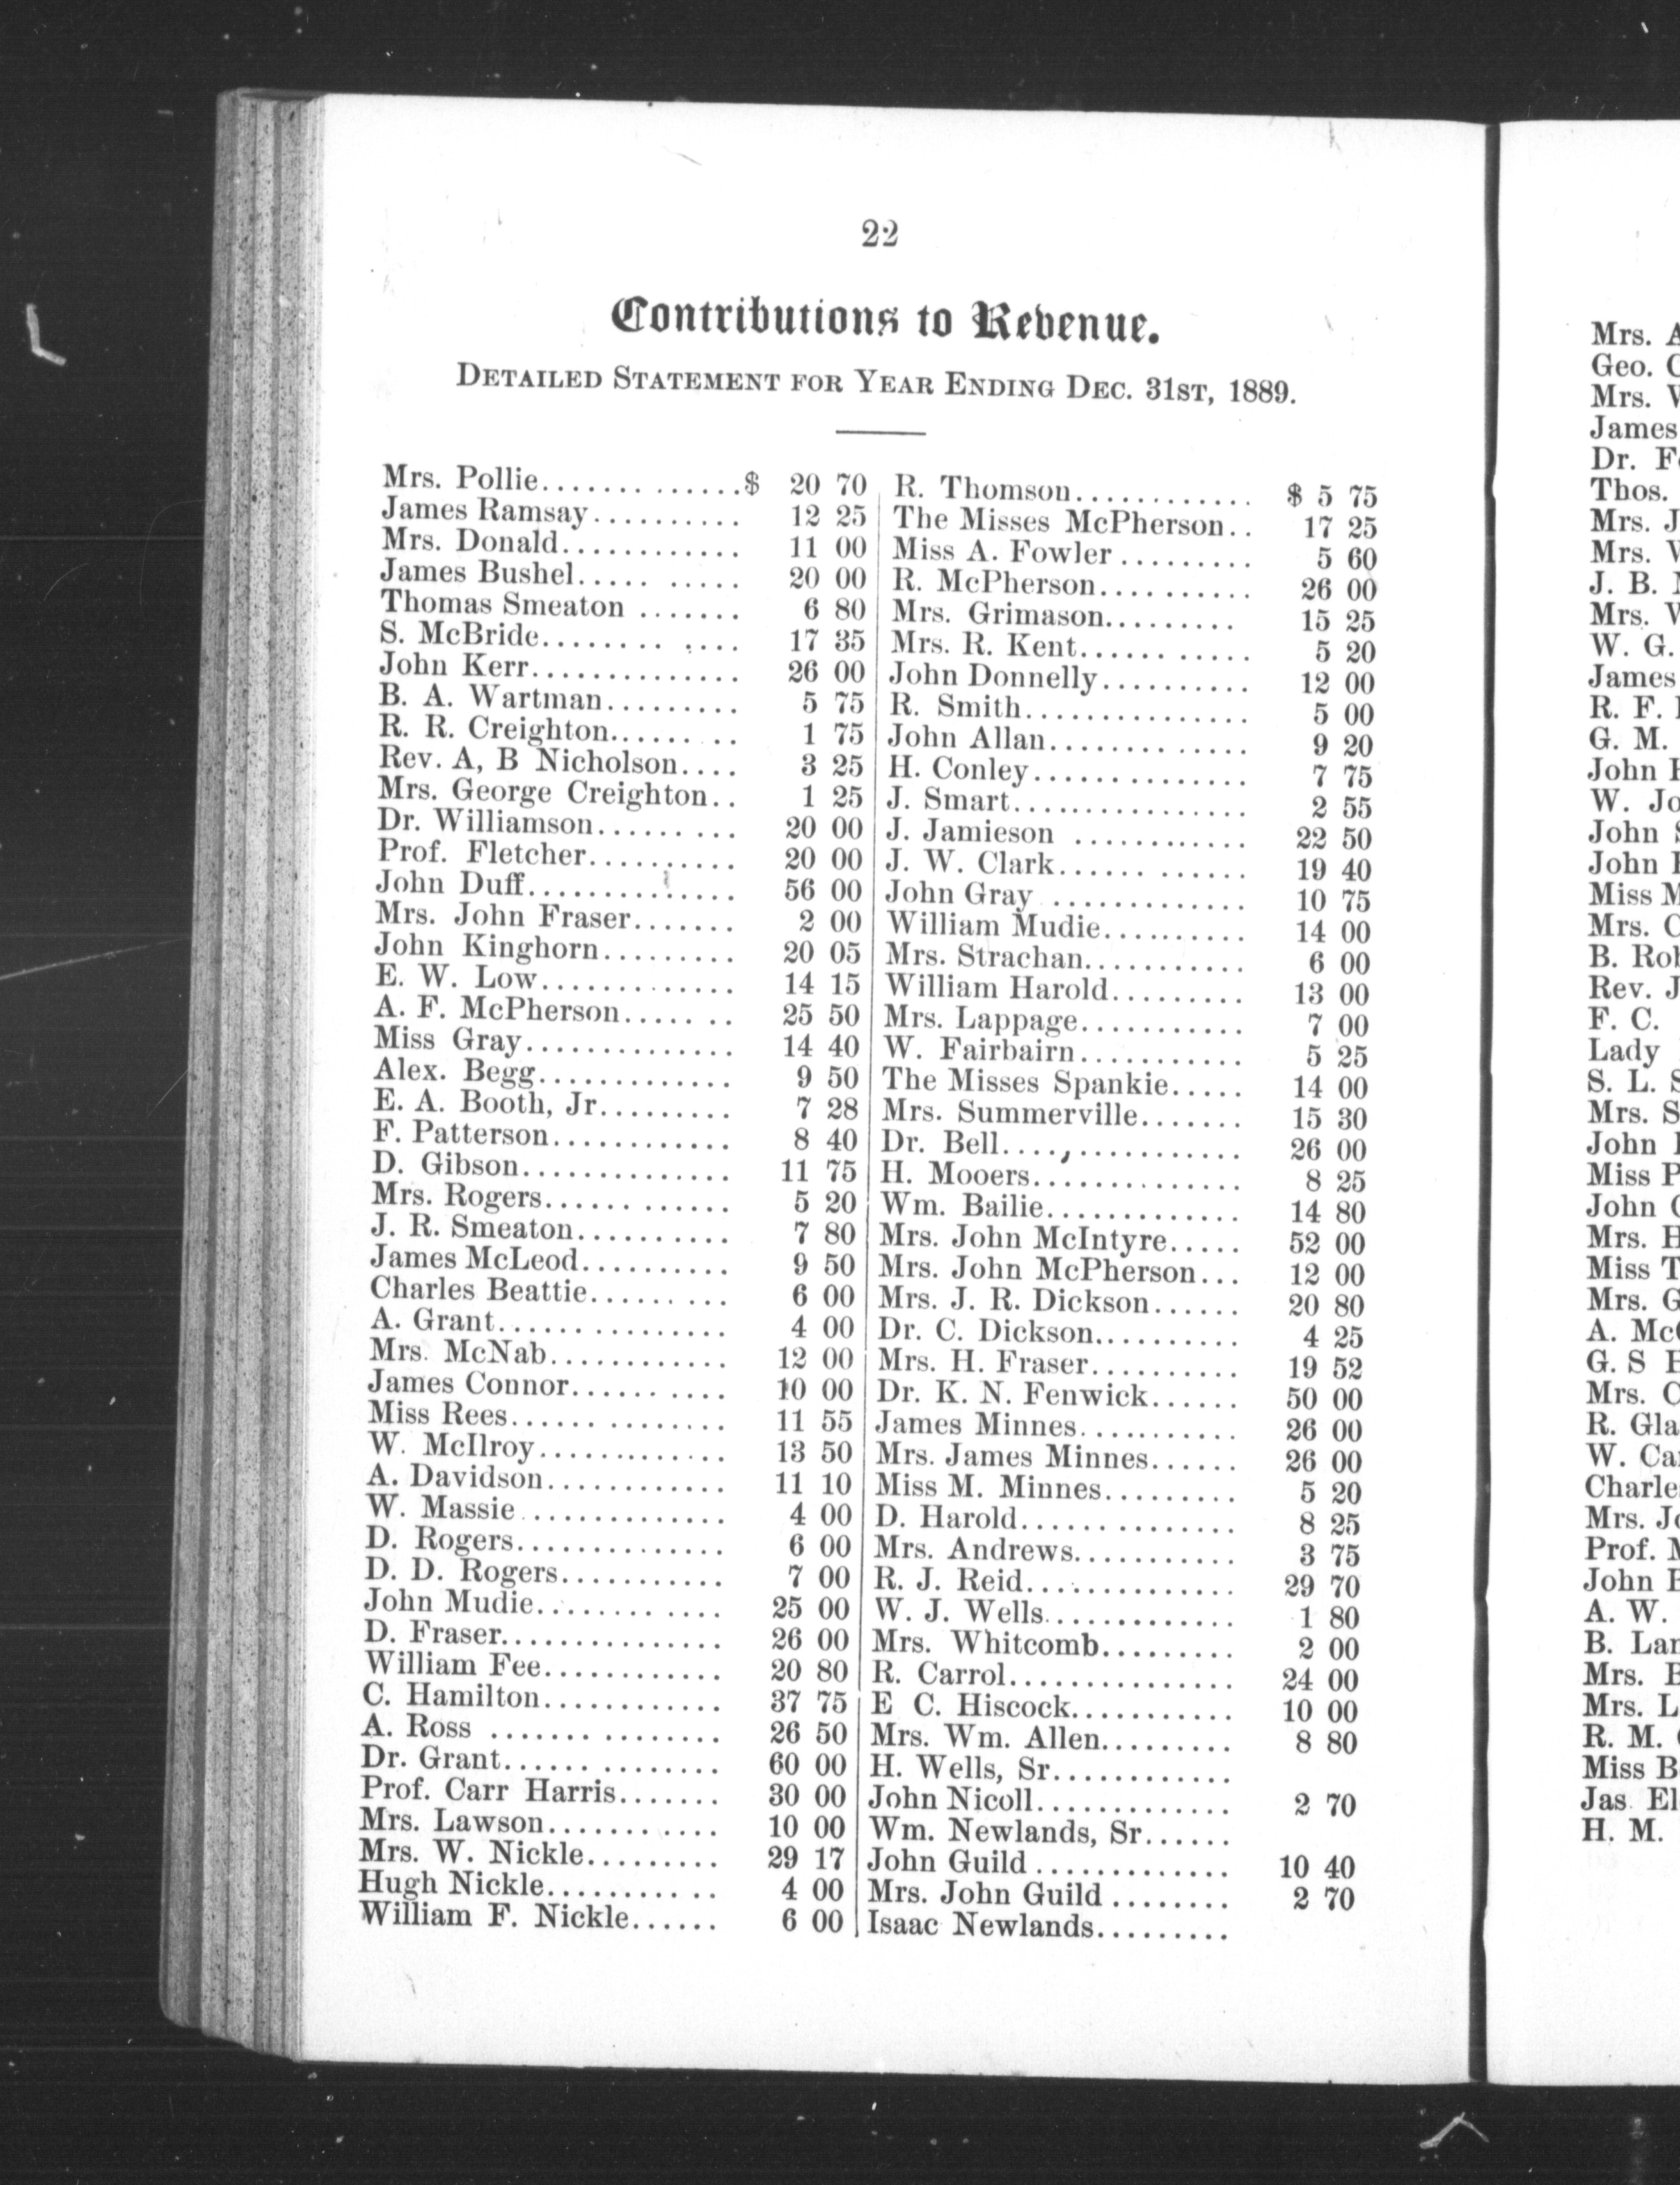 22
Contributions to Revenue.
DETAILED STATEMENT FOR YEAR ENDING DEC. 31ST, 1889.
Mrs. Pollie..............$ 20 70
James Ramsay.......... 12 25
Mrs. Donald............ 11 00
James Bushel..... ..... 20 00
Thomas Smeaton ....... 6 80
S. McBride........ .... 17 35
John Kerr.............. 26 00
B. A. Wartman......... 5 75
R. R. Creighton........ 1 75
Rev. A, B Nicholson.... 3 25
Mrs. George Creighton.. 1 25
Dr. Williamson......... 20 00
Prof. Fletcher.......... 20 00
John Duff.............. 56 00
Mrs. John Fraser....... 2 00
John Kinghorn......... 20 05
E. W. Low............. 14 15
A. F. McPherson....... 25 50
Miss Gray.............. 14 40
Alex. Begg............. 9 50
E. A. Booth, Jr......... 7 28
F. Patterson............ 8 40
D. Gibson.............. 11 75
Mrs. Rogers............ 5 20
J. R. Smeaton.......... 7 80
James McLeod.......... 9 50
Charles Beattie......... 6 00
A. Grant............... 4 00
Mrs. McNab............ 12 00
James Connor.......... 10 00
Miss Rees.............. 11 55
W. McIlroy............. 13 50
A. Davidson............ 11 10
W. Massie.............. 4 00
D. Rogers.............. 6 00
D. D. Rogers........... 7 00
John Mudie............. 25 00
D. Fraser............... 26 00
William Fee............ 20 80
C. Hamilton............ 37 75
A. Ross ............... 26 50
Dr. Grant.............. 60 00
Prof. Carr Harris....... 30 00
Mrs. Lawson........... 10 00
Mrs. W. Nickle......... 29 17
Hugh Nickle........... 4 00
William F. Nickle...... 6 00
R. Thomson............ $ 5 75
The Misses McPherson.. 17 25
Miss A. Fowler ......... 5 60
R. McPherson.......... 26 00
Mrs. Grimason......... 15 25
Mrs. R. Kent........... 5 20
John Donnelly.......... 12 00
R. Smith............... 5 00
John Allan............. 9 20
H. Conley.............. 7 75
J. Smart............... 2 55
J. Jamieson ............ 22 50
J. W. Clark............ 19 40
John Gray ............. 10 75
William Mudie.......... 14 00
Mrs. Strachan........... 6 00
William Harold......... 13 00
Mrs. Lappage........... 7 00
W. Fairbairn........... 5 25
The Misses Spankie..... 14 00
Mrs. Summerville....... 15 30
Dr. Bell....,........... 26 00
H. Mooers.............. 8 25
Wm. Bailie............. 14 80
Mrs. John McIntyre..... 52 00
Mrs. John McPherson... 12 00
Mrs. J. R. Dickson...... 20 80
Dr. C. Dickson.......... 4 25
Mrs. H. Fraser.......... 19 52
Dr. K. N. Fenwick...... 50 00
James Minnes........... 26 00
Mrs. James Minnes...... 26 00
Miss M. Minnes......... 5 20
D. Harold.............. 8 25
Mrs. Andrews........... 3 75
R. J. Reid.............. 29 70
W. J. Wells............. 1 80
Mrs. Whitcomb......... 2 00
R. Carrol............... 24 00
E C. Hiscock........... 10 00
Mrs. Wm. Allen......... 8 80
H. Wells, Sr............
John Nicoll............. 2 70
Wm. Newlands, Sr......
John Guild ............. 10 40
Mrs. John Guild ........ 2 70
Isaac Newlands.........
Mrs.
Geo.
Mrs.
James
Dr.
Thos.
Mrs. J
Mrs.
J. B.
Mrs.
W. G.
James
R. F.
G. M.
John
W. Jo
John
John
Miss
Mrs.
B. Ro
Rev. J
F. C.
Lady
S. L.
Mrs. S
John
Miss P
John
Mrs. H
Miss T
Mrs. G
A. Mc
G. S
Mrs. C
R. Gla
W. Ca
Charle
Mrs. Jo
Prof.
John
A. W.
B. Lan
Mrs.
Mrs. L
R. M.
Miss B
Jas. El
H. M.